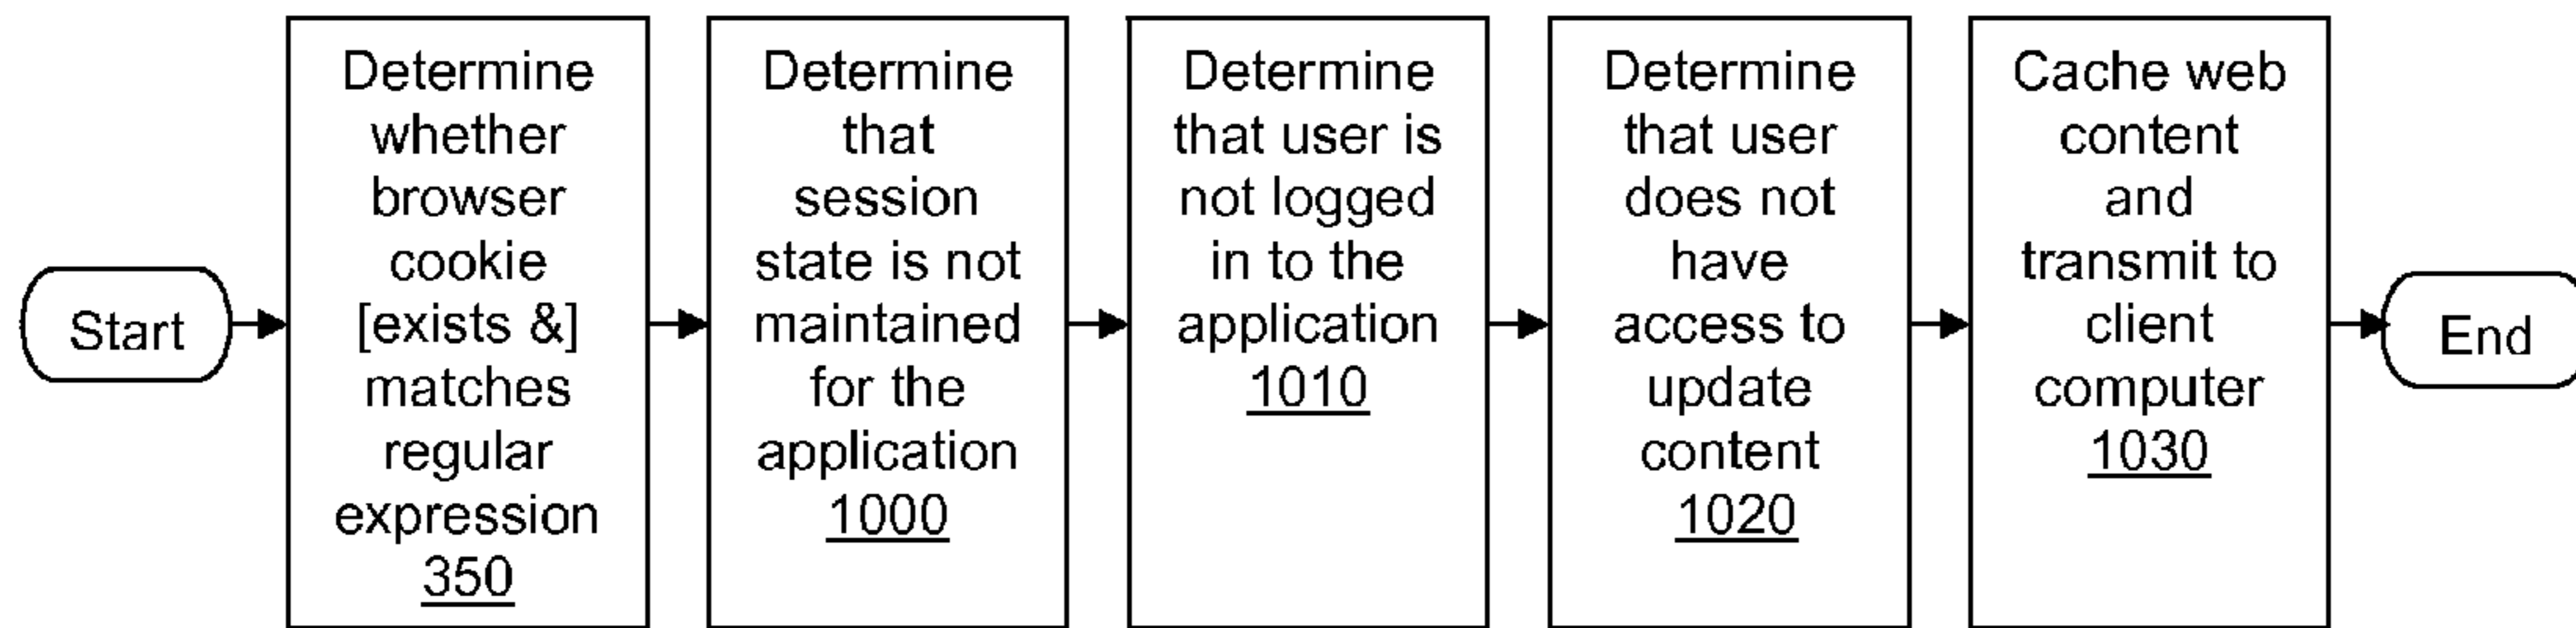 Start
Determine
whether
browser
cookie
[exists &]
matches
regular
expression
350
Determine
that
session
state is not
maintained
for the
application
1000
Determine
that user is
not logged
in to the
application
1010
Determine
that user
does not
have
access to
update
content
1020
Cache web
content
and
transmit to
client
computer
1030
End